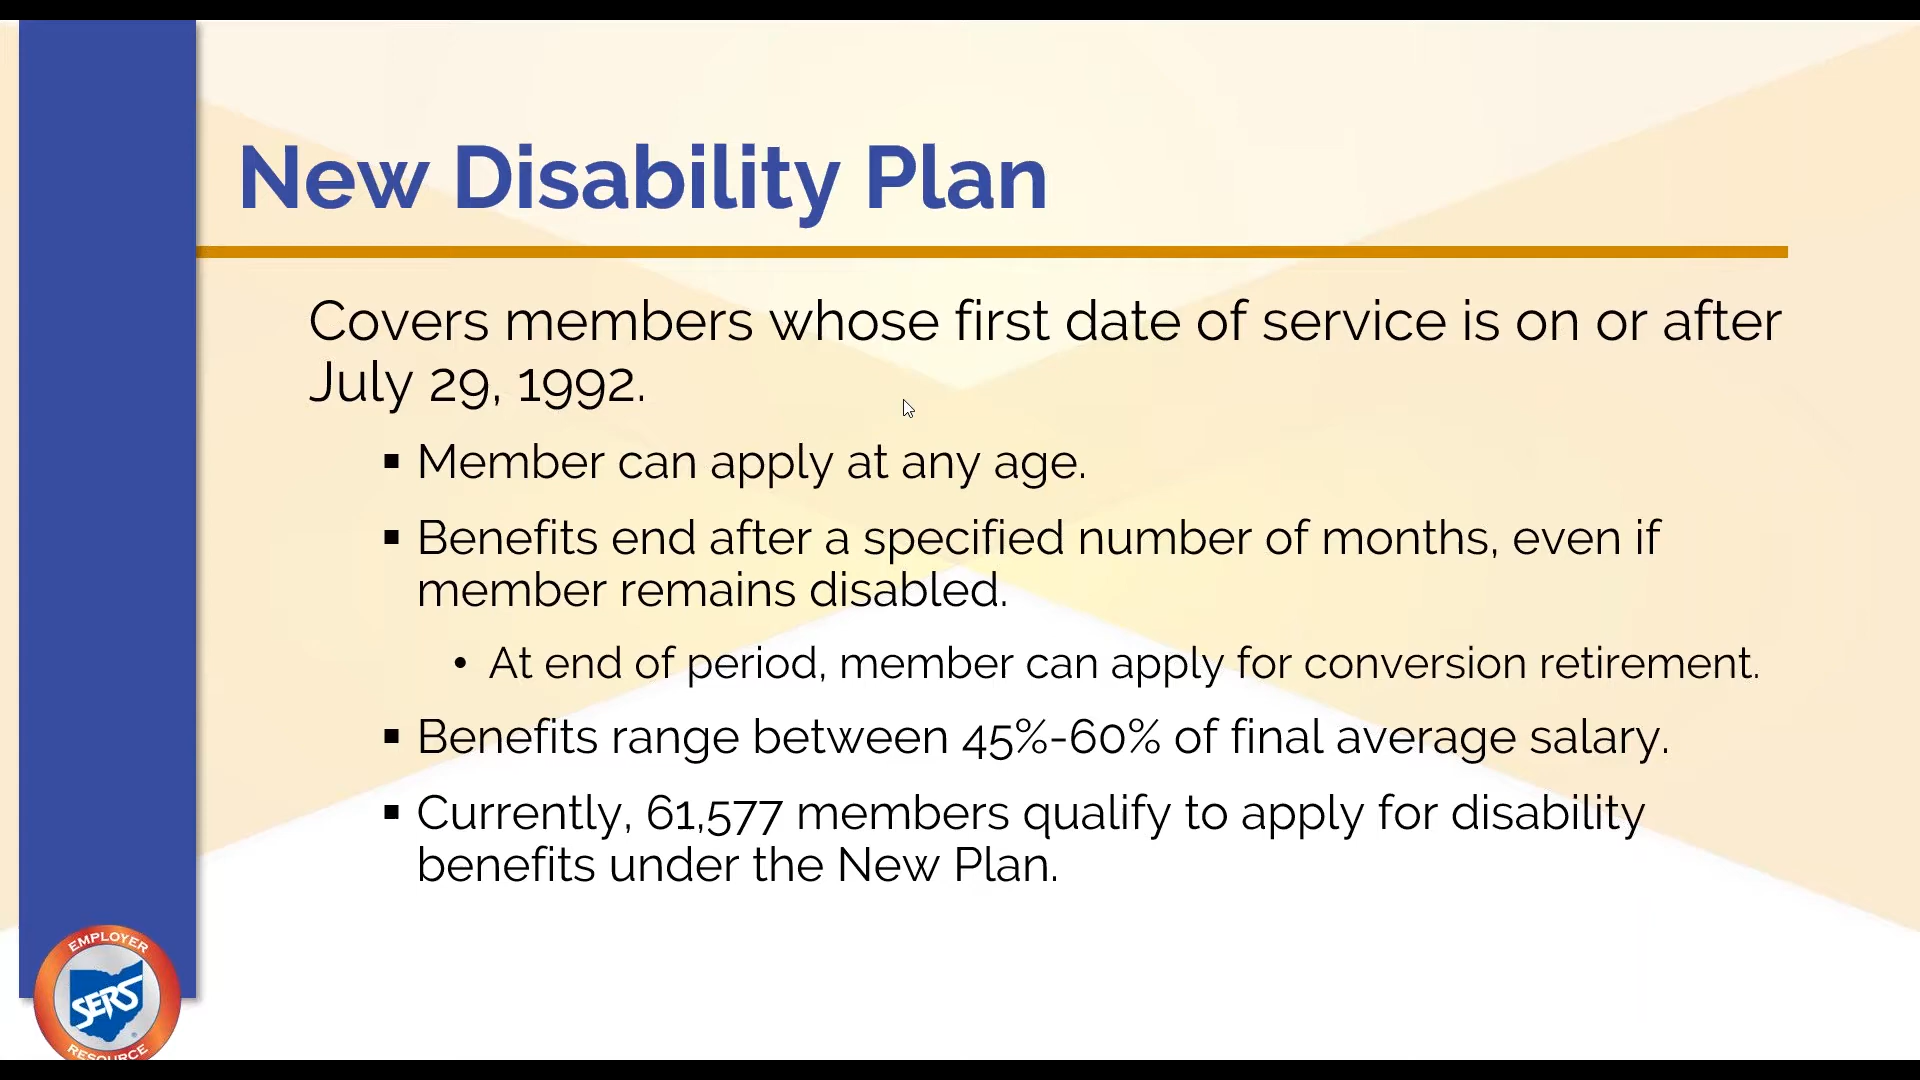 New Disability Plan
Covers members whose first date of service is on or after
July 29, 1992.
▪ Member can apply at any age.
▪ Benefits end after a specified number of months, even if
member remains disabled.
• At end of period, member can apply for conversion retirement.
▪ Benefits range between 45%-60% of final average salary.
▪ Currently, 61,577 members qualify to apply for disability
benefits under the New Plan.
EMPLOYER
SERS
RESOURCE